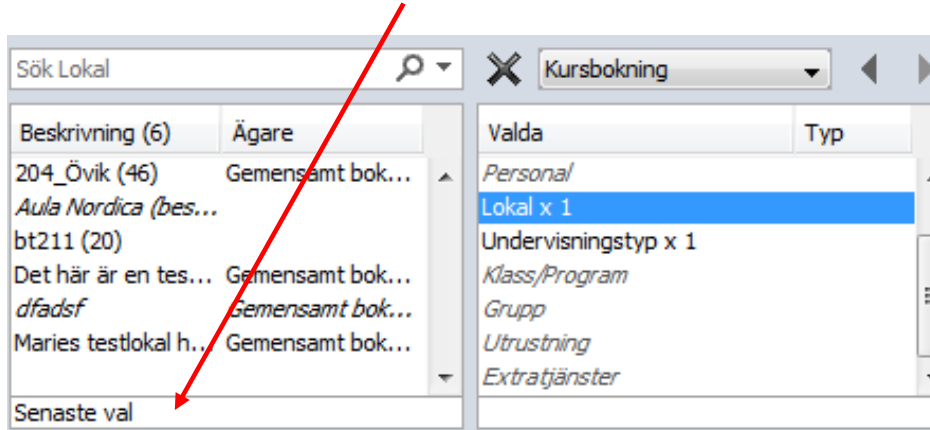 Sök Lokal
Kursbokning
Beskrivning (6) Ägare
204_Övik (46) Gemensamt bok...
Aula Nordica (bes...
bt211 (20)
Det här är en tes... Gemensamt bok...
dfadsf Gemensamt bok...
Maries testlokal h... Gemensamt bok...
Senaste val
Valda Typ
Personal
Lokal x 1
Undervisningstyp x 1
Klass/Program
Grupp
Utrustning
Extratjänster